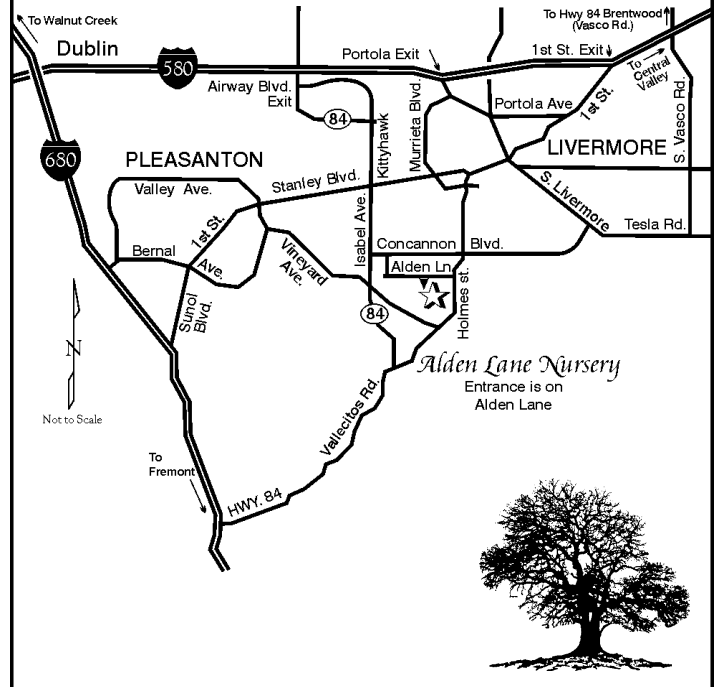 To Walnut Creek
To Hwy 84 Brentwood
(Vasco Rd.)
Dublin
580
Portola Exit
1st St. Exit
To
Central
Valley
Airway Blvd.
Exit
84
Kittyhawk
Murrieta Blvd.
Portola Ave
1st St.
S. Vasco Rd.
680
PLEASANTON
LIVERMORE
Valley Ave.
Stanley Blvd.
S. Livermore
Tesla Rd.
1st St.
Isabel Ave.
Concannon Blvd.
Bernal
Ave.
Vineyard
Ave.
Alden Ln.
Holmes st.
Sunol
Blvd.
84
N
Not to Scale
Alden Lane Nursery
Entrance is on
Alden Lane
Vallecitos Rd.
To
Fremont
HWY. 84